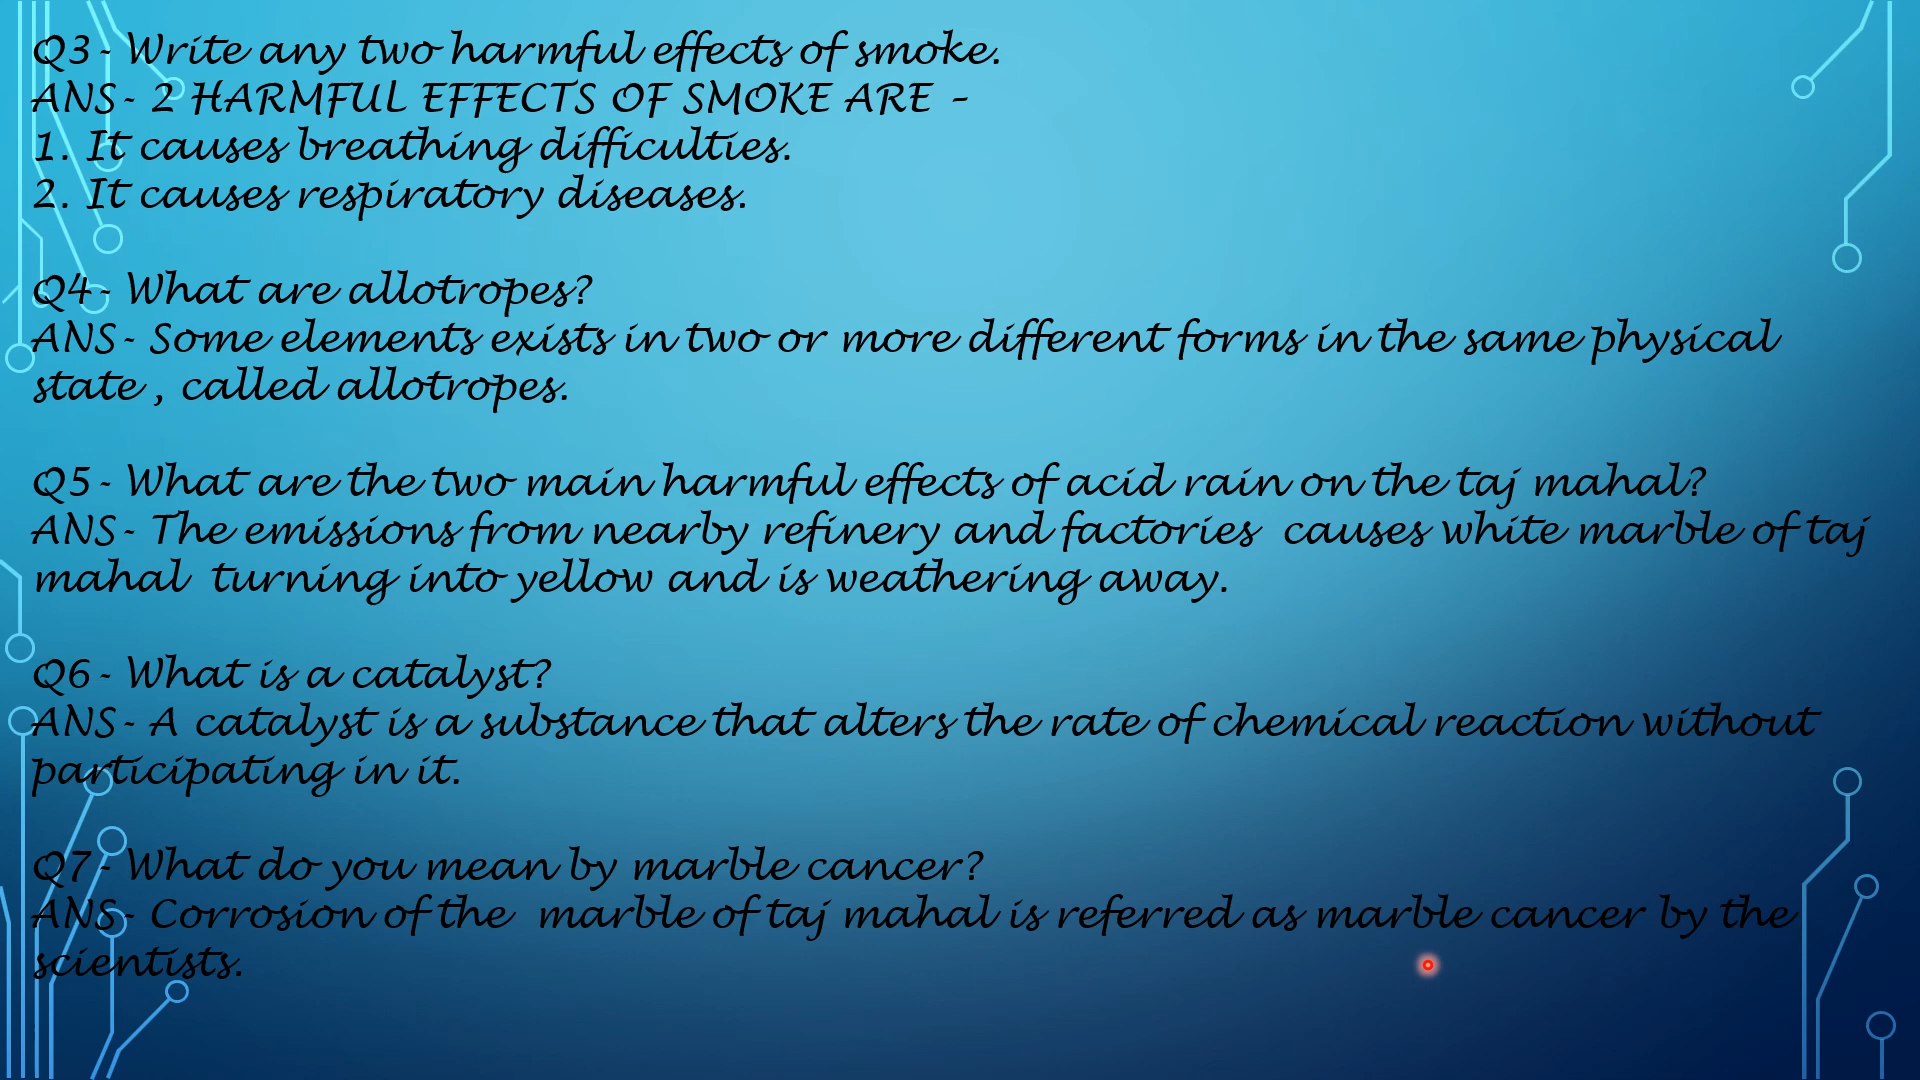 Q3- Write any two harmful effects of smoke.
ANS- 2 HARMFUL EFFECTS OF SMOKE ARE –
1. It causes breathing difficulties.
2. It causes respiratory diseases.
Q4- What are allotropes?
ANS- Some elements exists in two or more different forms in the same physical
state , called allotropes.
Q5- What are the two main harmful effects of acid rain on the taj mahal?
ANS- The emissions from nearby refinery and factories  causes white marble of taj
mahal  turning into yellow and is weathering away.
Q6- What is a catalyst?
ANS- A catalyst is a substance that alters the rate of chemical reaction without
participating in it.
Q7- What do you mean by marble cancer?
ANS- Corrosion of the  marble of taj mahal is referred as marble cancer by the
scientists.